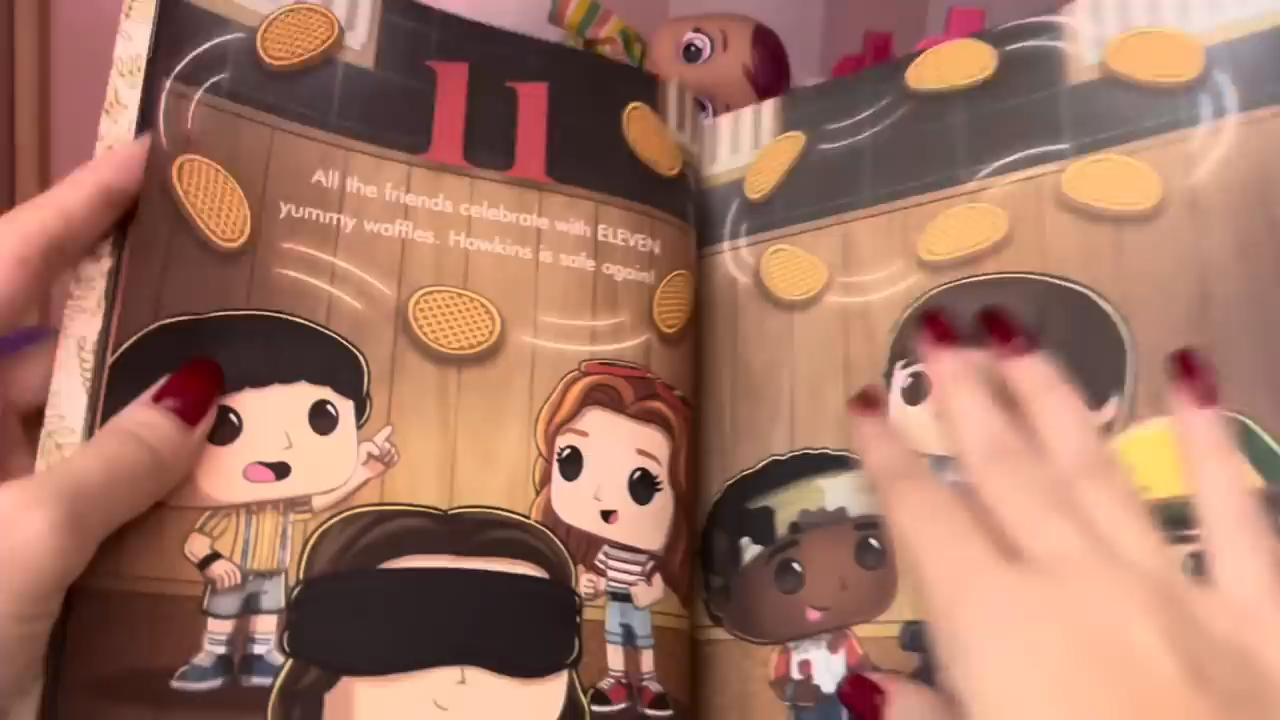 11
All the friends celebrate with ELEVEN
yummy waffles. Hawkins is safe again!